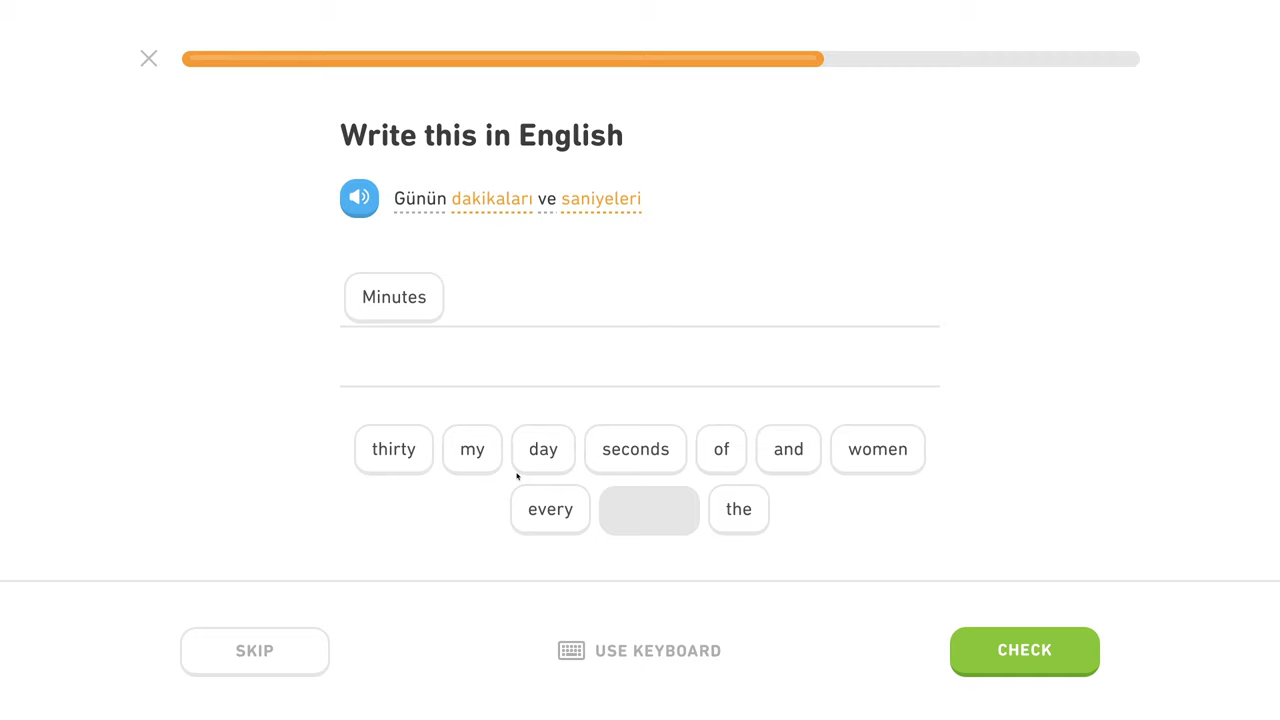 Write this in English
Günün dakikaları ve saniyeleri
Minutes
thirty my day seconds of and women
every the
SKIP USE KEYBOARD CHECK